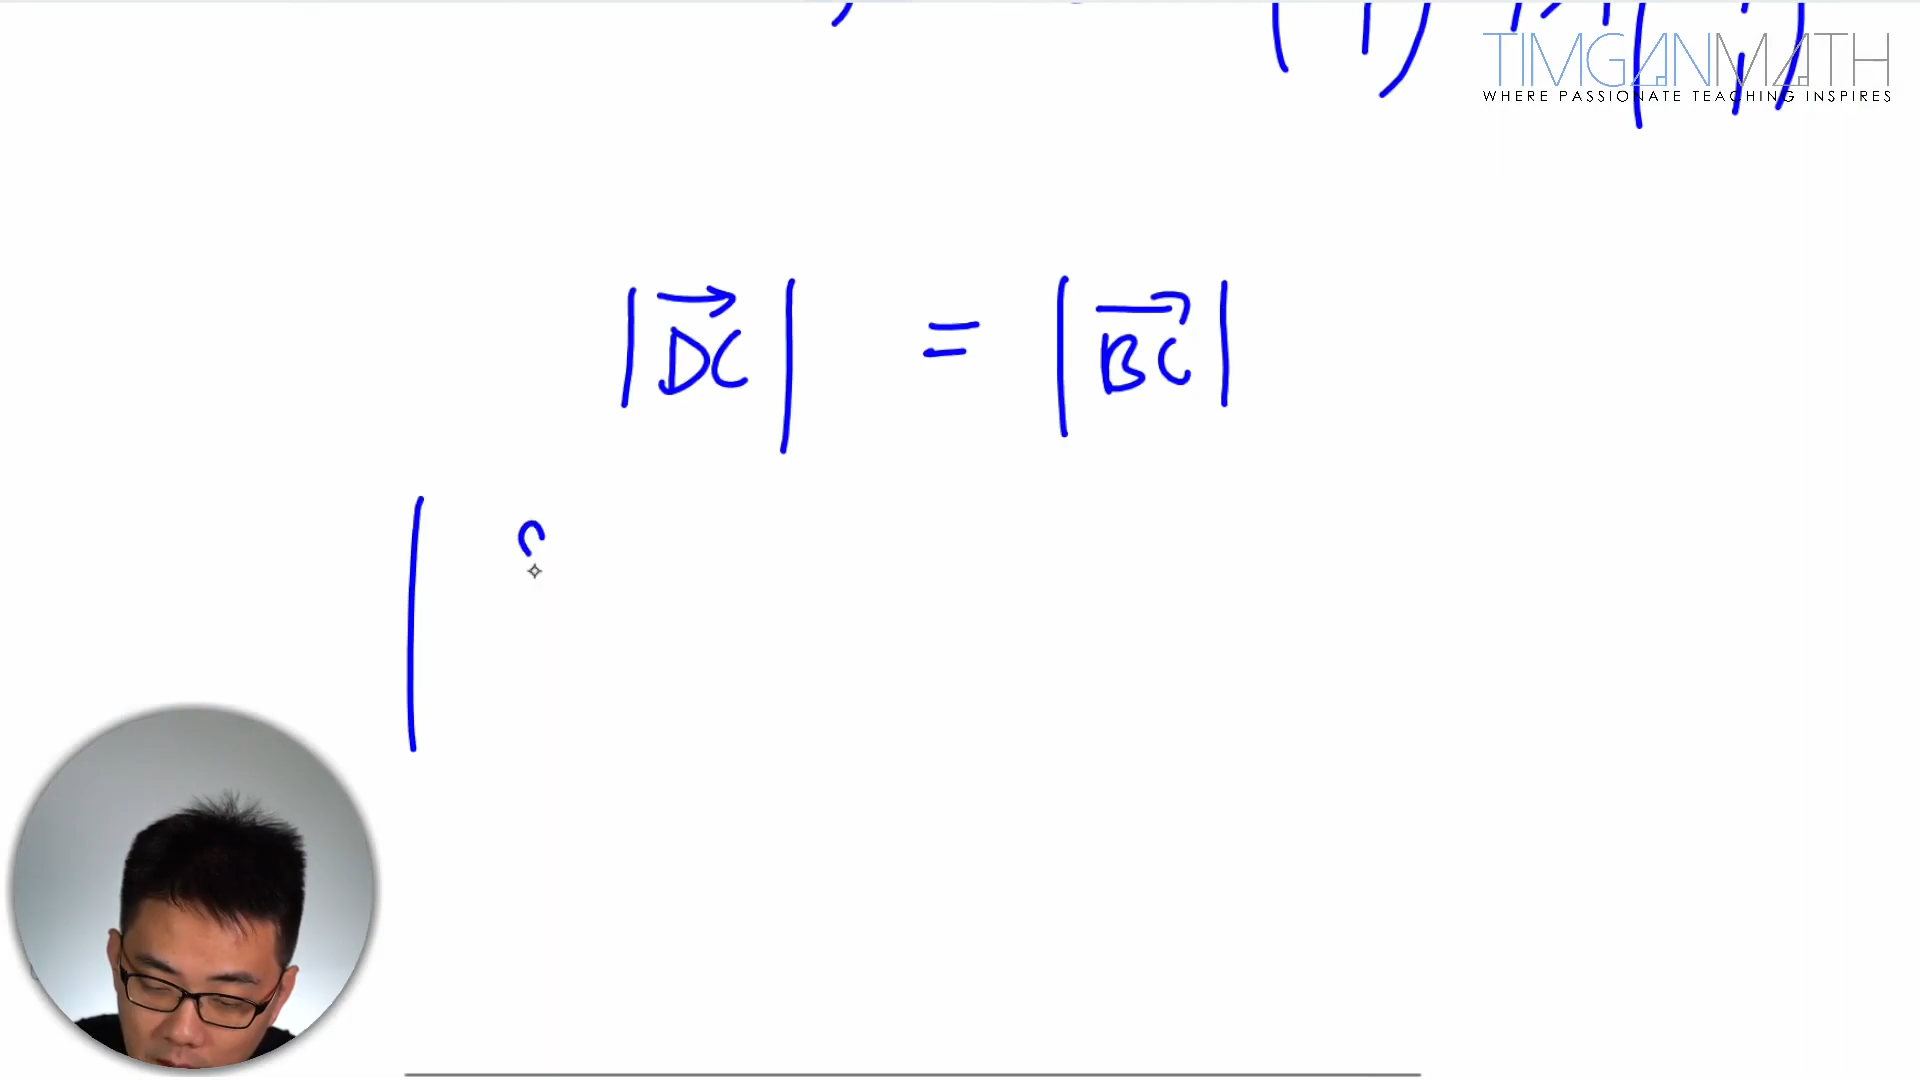 TIMGANMATH
WHERE PASSIONATE TEACHING INSPIRES
|DC| = |BC|